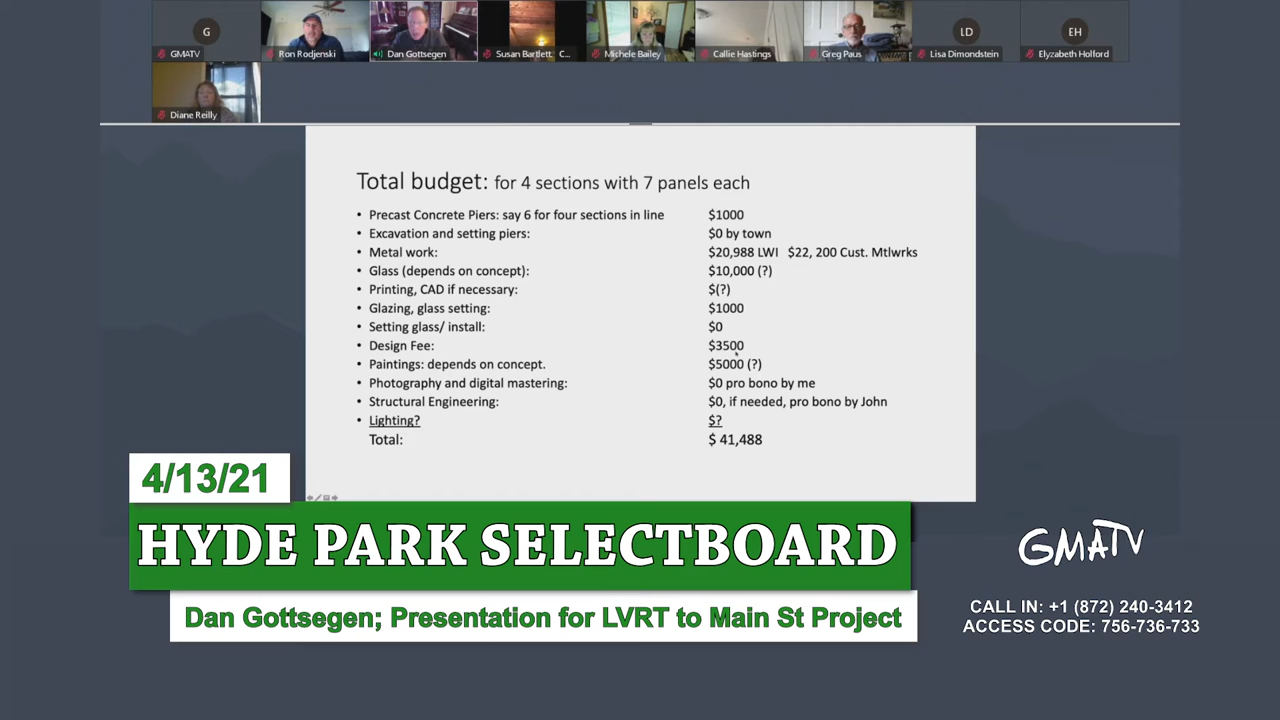 G
LD
EH
GMATV
Ron Rodjenski
Dan Gottsegen
Susan Bartlett, C...
Michele Bailey
Callie Hastings
Greg Paus
Lisa Dimondstein
Elyzabeth Holford
Diane Reilly
Total budget: for 4 sections with 7 panels each
• Precast Concrete Piers: say 6 for four sections in line $1000
• Excavation and setting piers: $0 by town
• Metal work: $20,988 LWI $22, 200 Cust. Mtlwrks
• Glass (depends on concept): $10,000 (?)
• Printing, CAD if necessary: $(?)
• Glazing, glass setting: $1000
• Setting glass/ install: $0
• Design Fee: $3500
• Paintings: depends on concept. $5000 (?)
• Photography and digital mastering: $0 pro bono by me
• Structural Engineering: $0, if needed, pro bono by John
• Lighting? $?
Total: $ 41,488
4/13/21
HYDE PARK SELECTBOARD
Dan Gottsegen; Presentation for LVRT to Main St Project
GMATV
CALL IN: +1 (872) 240-3412
ACCESS CODE: 756-736-733